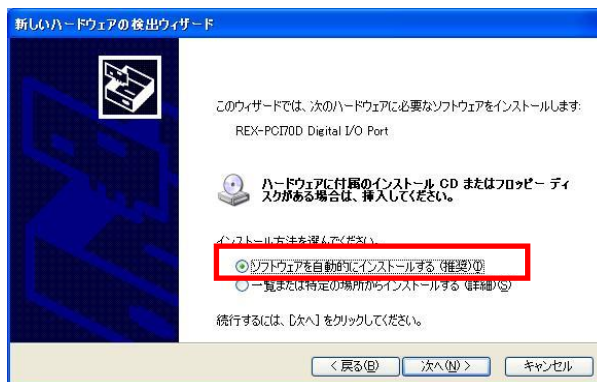 新しいハードウェアの検出ウィザード
このウィザードでは、次のハードウェアに必要なソフトウェアをインストールします:
REX-PCI70D Digital I/O Port
ハードウェアに付属のインストール CD またはフロッピー ディ
スクがある場合は、挿入してください。
インストール方法を選んでください。
ソフトウェアを自動的にインストールする (推奨)(I)
一覧または特定の場所からインストールする (詳細)(S)
続行するには、[次へ] をクリックしてください。
< 戻る(B)
次へ(N) >
キャンセル